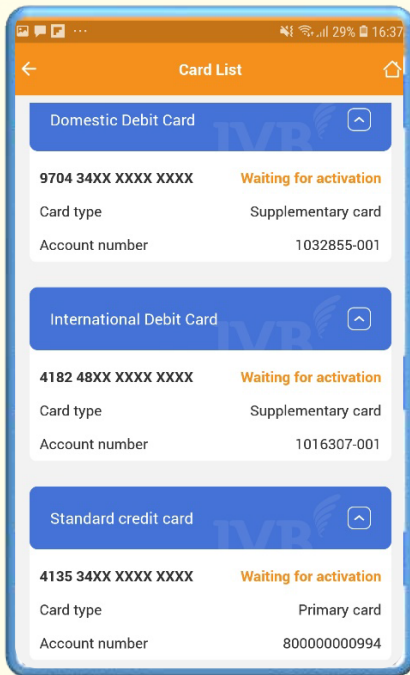 29% 16:37
Card List
Domestic Debit Card
IVB
9704 34XX XXXX XXXX Waiting for activation
Card type Supplementary card
Account number 1032855-001
International Debit Card
IVB
4182 48XX XXXX XXXX Waiting for activation
Card type Supplementary card
Account number 1016307-001
Standard credit card
IVB
4135 34XX XXXX XXXX Waiting for activation
Card type Primary card
Account number 800000000994